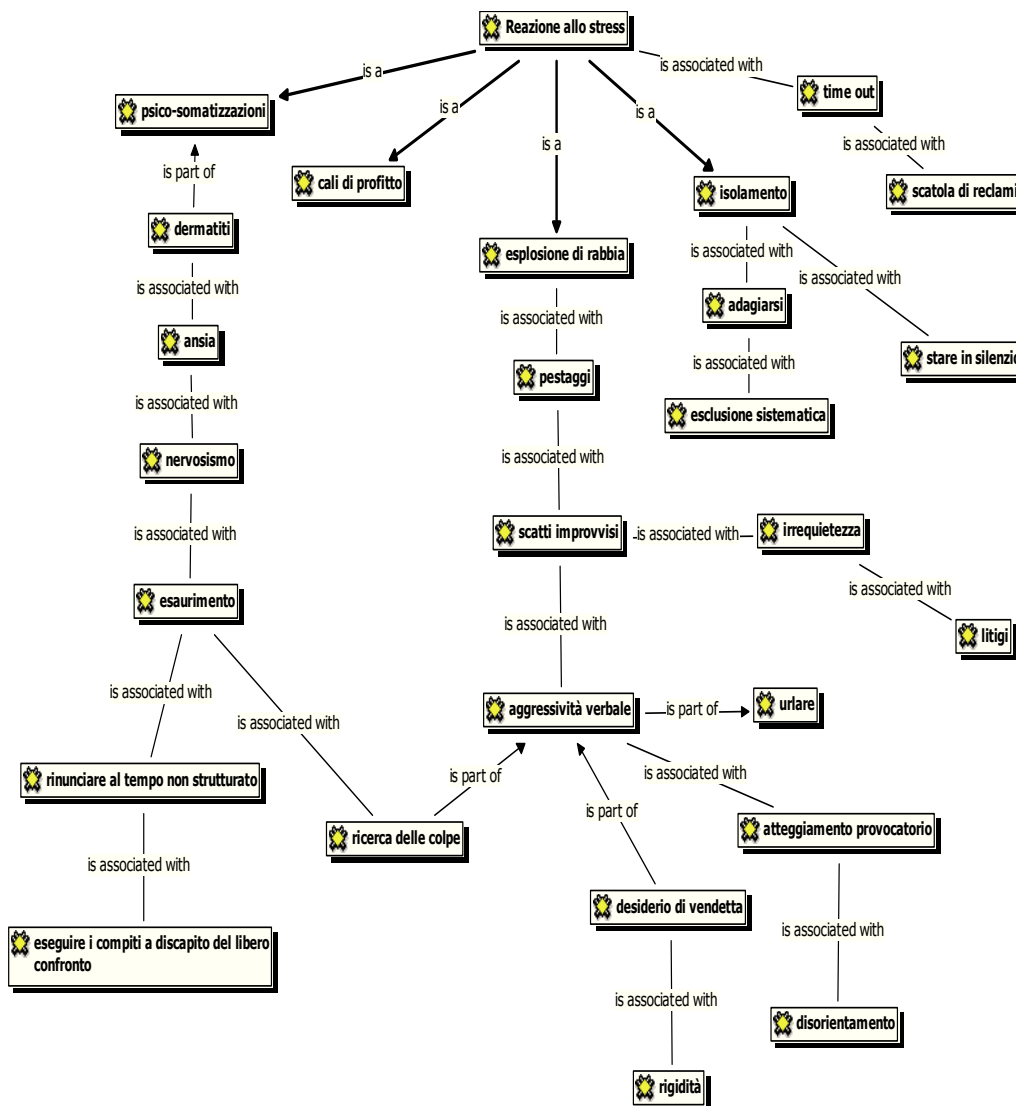 Reazione allo stress
is a
is associated with
time out
psico-somatizzazioni
is a
is a
is a
is associated with
is part of
cali di profitto
isolamento
scatola di reclami
dermatiti
esplosione di rabbia
is associated with
is associated with
is associated with
adagiarsi
is associated with
ansia
stare in silenzio
pestaggi
is associated with
is associated with
esclusione sistematica
nervosismo
is associated with
is associated with
scatti improvvisi
is associated with
irrequietezza
is associated with
esaurimento
is associated with
litigi
is associated with
aggressività verbale
is part of
urlare
is associated with
rinunciare al tempo non strutturato
is part of
is associated with
is part of
ricerca delle colpe
atteggiamento provocatorio
is associated with
desiderio di vendetta
is associated with
eseguire i compiti a discapito del libero
confronto
is associated with
disorientamento
rigidità